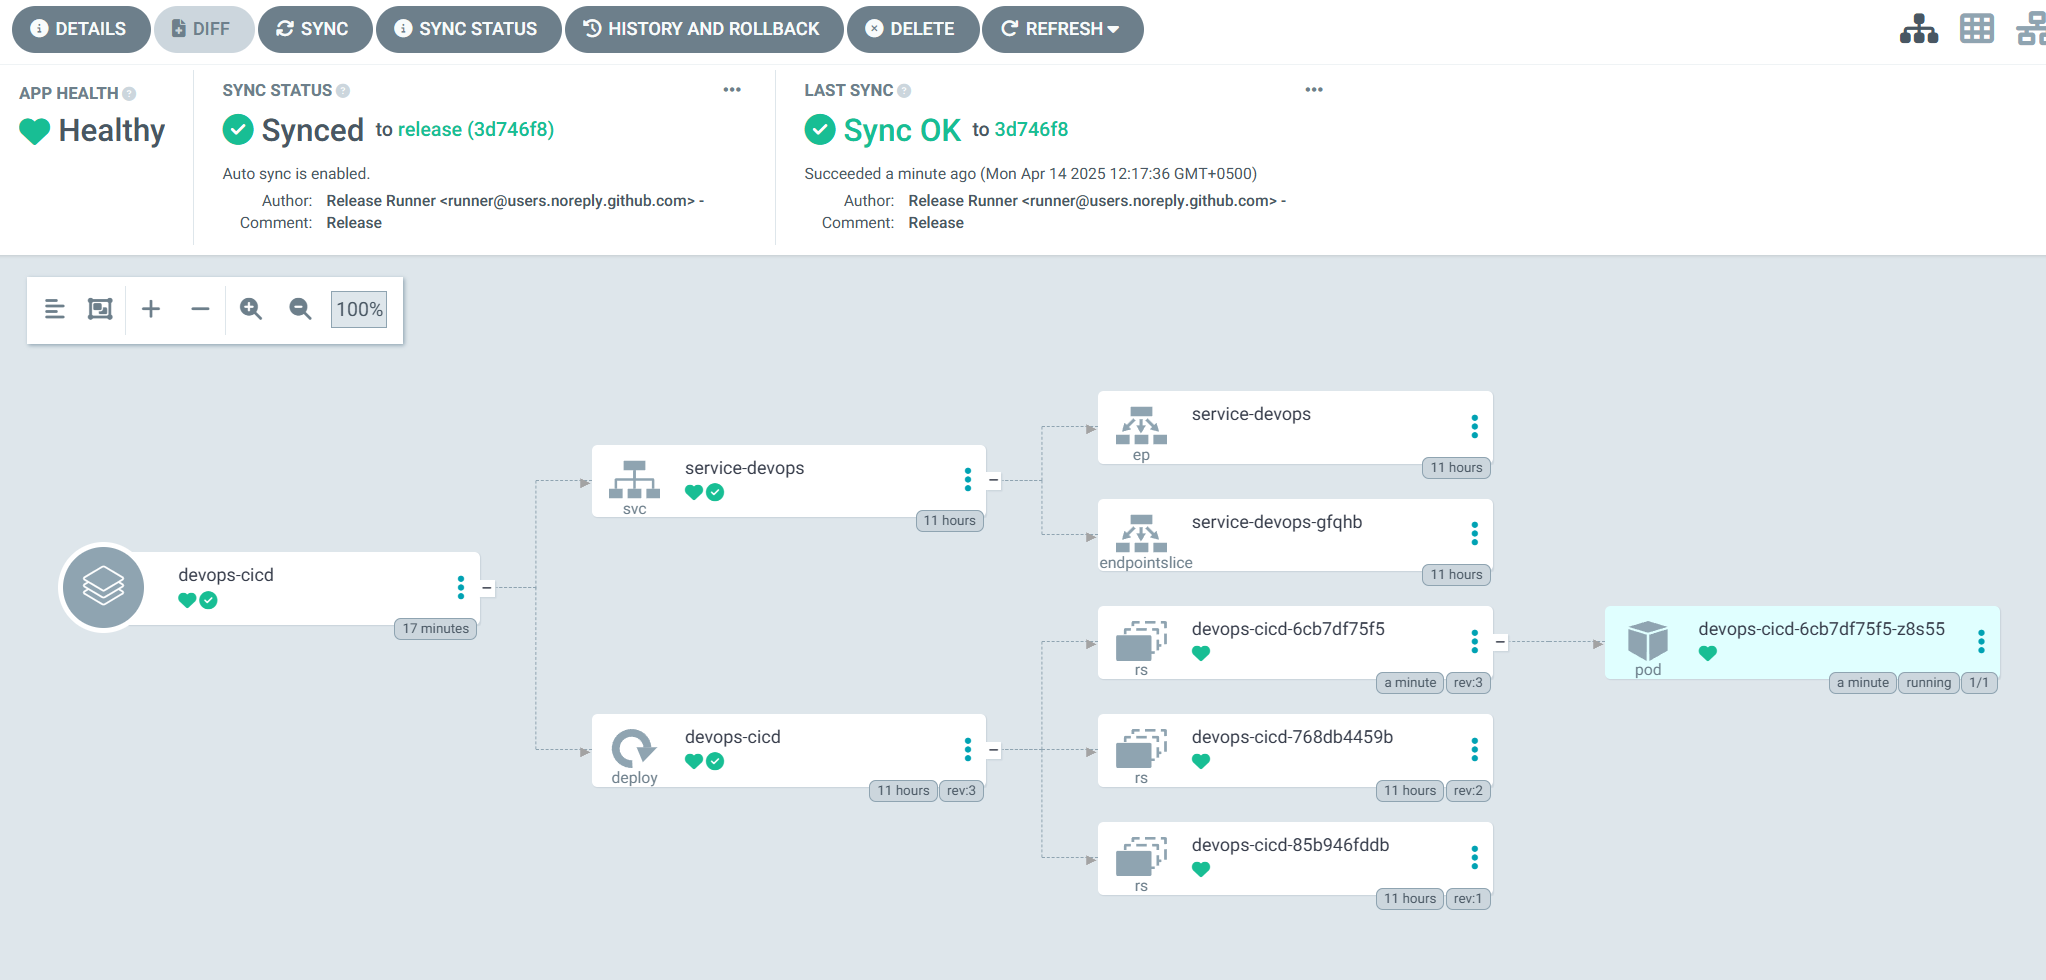 DETAILS
DIFF
SYNC
SYNC STATUS
HISTORY AND ROLLBACK
DELETE
REFRESH
APP HEALTH
Healthy
SYNC STATUS
Synced to release (3d746f8)
Auto sync is enabled.
Author: Release Runner <runner@users.noreply.github.com> -
Comment: Release
LAST SYNC
Sync OK to 3d746f8
Succeeded a minute ago (Mon Apr 14 2025 12:17:36 GMT+0500)
Author: Release Runner <runner@users.noreply.github.com> -
Comment: Release
100%
devops-cicd
17 minutes
service-devops
svc
11 hours
devops-cicd
deploy
11 hours
rev:3
service-devops
ep
11 hours
service-devops-gfqhb
endpointslice
11 hours
devops-cicd-6cb7df75f5
rs
a minute
rev:3
devops-cicd-768db4459b
rs
11 hours
rev:2
devops-cicd-85b946fddb
rs
11 hours
rev:1
devops-cicd-6cb7df75f5-z8s55
pod
a minute
running
1/1